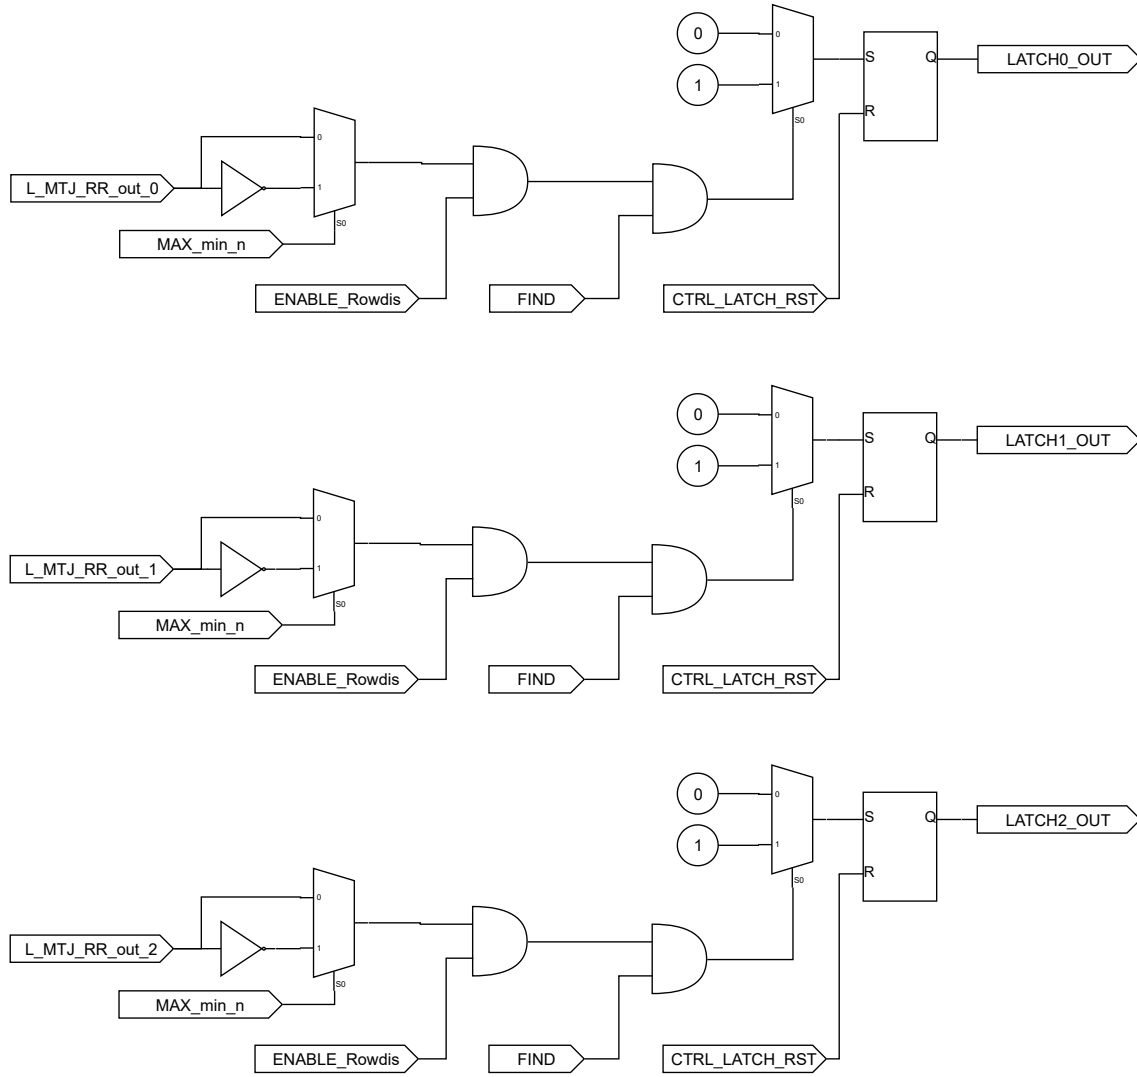 0
0
S
Q
LATCH0_OUT
1
1
S0
R
0
L_MTJ_RR_out_0
1
S0
MAX_min_n
ENABLE_Rowdis
FIND
CTRL_LATCH_RST
0
0
S
Q
LATCH1_OUT
1
1
S0
R
0
L_MTJ_RR_out_1
1
S0
MAX_min_n
ENABLE_Rowdis
FIND
CTRL_LATCH_RST
0
0
S
Q
LATCH2_OUT
1
1
S0
R
0
L_MTJ_RR_out_2
1
S0
MAX_min_n
ENABLE_Rowdis
FIND
CTRL_LATCH_RST